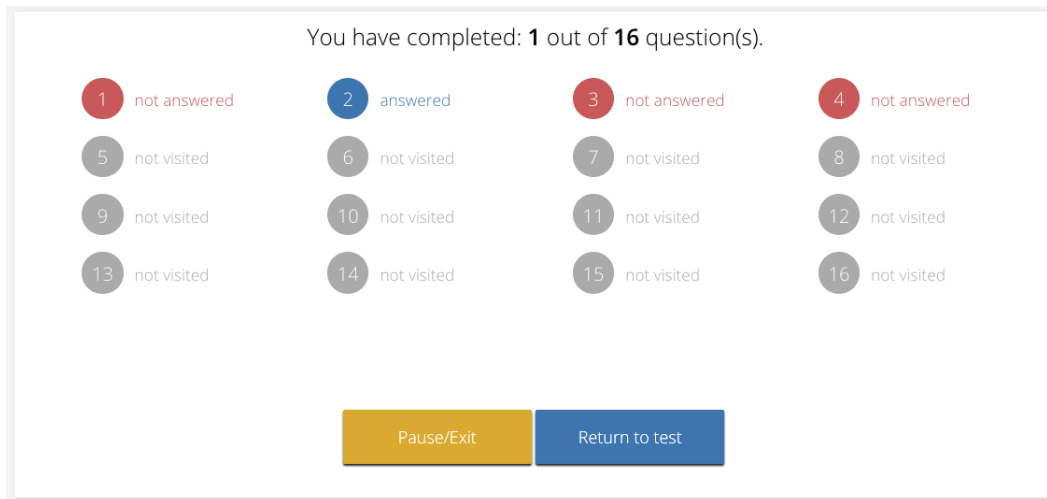 You have completed: 1 out of 16 question(s).
1 not answered 2 answered 3 not answered 4 not answered
5 not visited 6 not visited 7 not visited 8 not visited
9 not visited 10 not visited 11 not visited 12 not visited
13 not visited 14 not visited 15 not visited 16 not visited
Pause/Exit Return to test